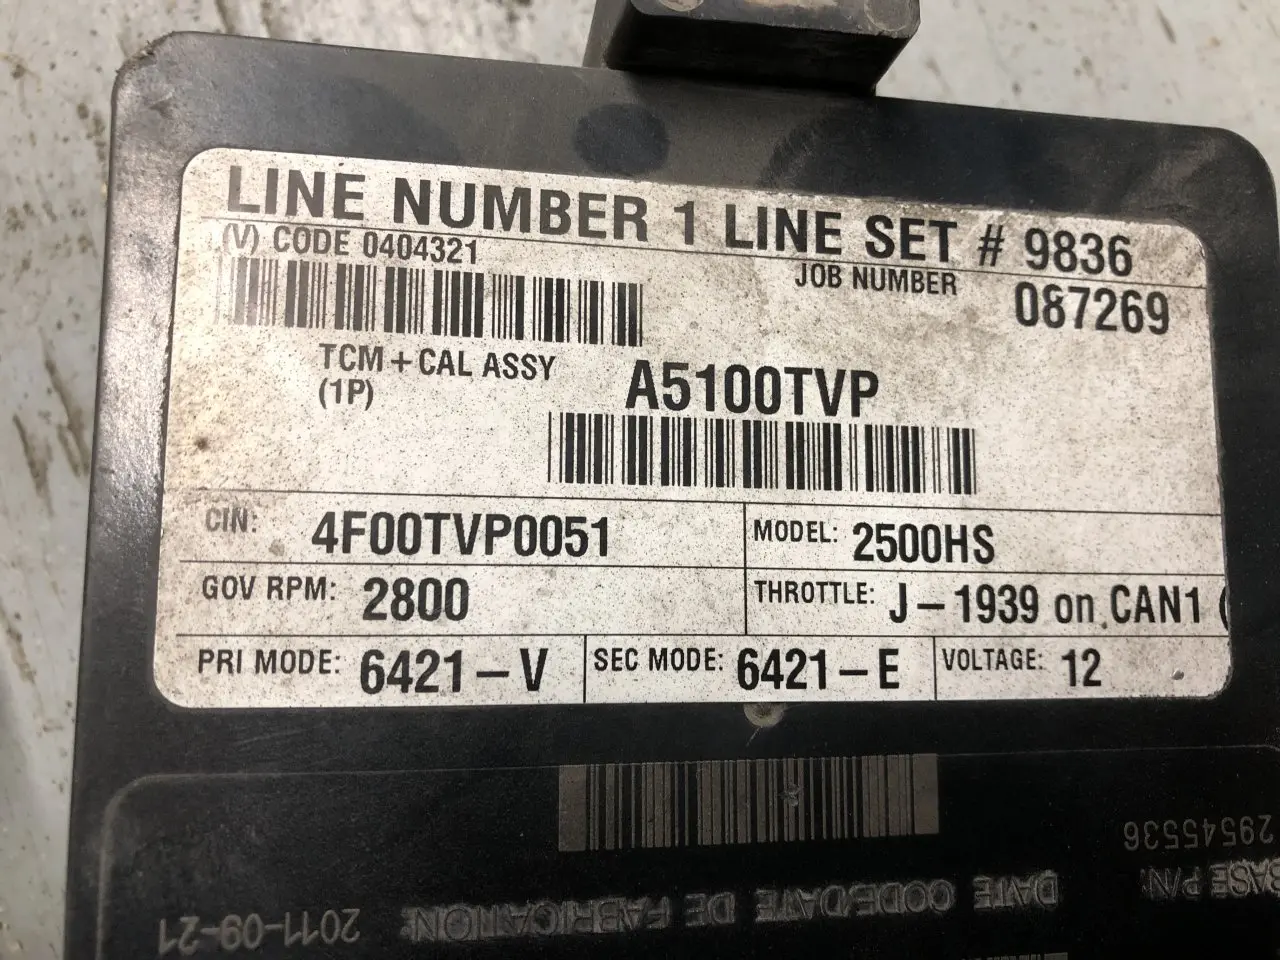 LINE NUMBER 1 LINE SET # 9836
(V) CODE 0404321
JOB NUMBER 087269
TCM + CAL ASSY
(1P)
A5100TVP
CIN: 4F00TVP0051
MODEL: 2500HS
GOV RPM: 2800
THROTTLE: J-1939 on CAN1 (
PRI MODE: 6421-V
SEC MODE: 6421-E
VOLTAGE: 12
29545536
BASE P/N:
DATE CODE/DATE DE FABRICATION:
2011-09-21